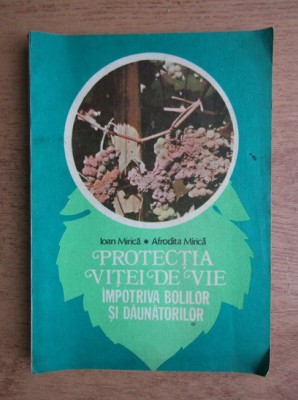 Ioan Mirică • Afrodita Mirică
PROTECȚIA
VIȚEI DE VIE
ÎMPOTRIVA BOLILOR
ȘI DĂUNĂTORILOR